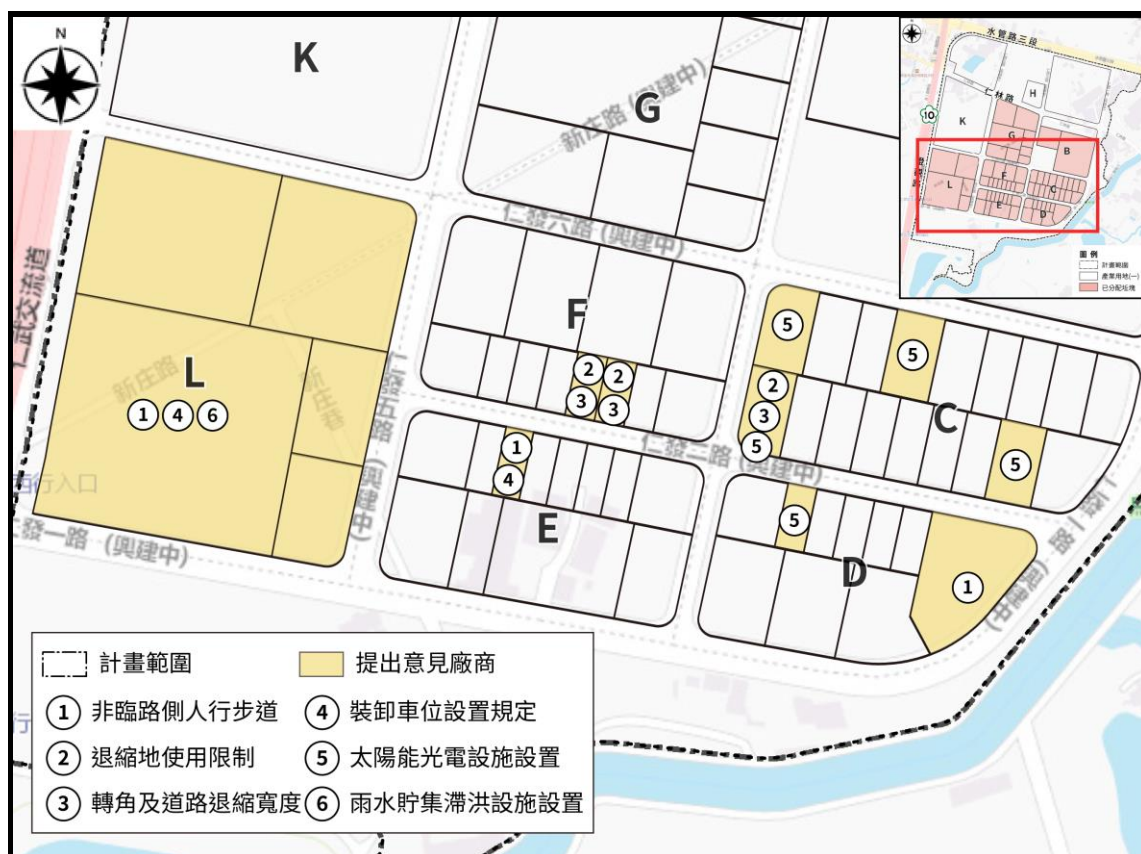 N
K
G
新庄路 (興建中)
仁發六路 (興建中)
仁武交流道
F
5
5
新庄路
新庄巷
L
1 4 6
仁發五路 (興建中)
2 2
3 3
2
3
5
C
仁發二路 (興建中)
5
1
4
西行入口
E
5
D
1
仁發一路 (興建中)
仁發一路 (興建中)
計畫範圍
提出意見廠商
1 非臨路側人行步道
4 裝卸車位設置規定
2 退縮地使用限制
5 太陽能光電設施設置
3 轉角及道路退縮寬度
6 雨水貯集滯洪設施設置
水管路三段
仁林路
H
10
K
G
B
L
F
C
E
D
圖例
計畫範圍
產業用地(一)
已分配坵塊